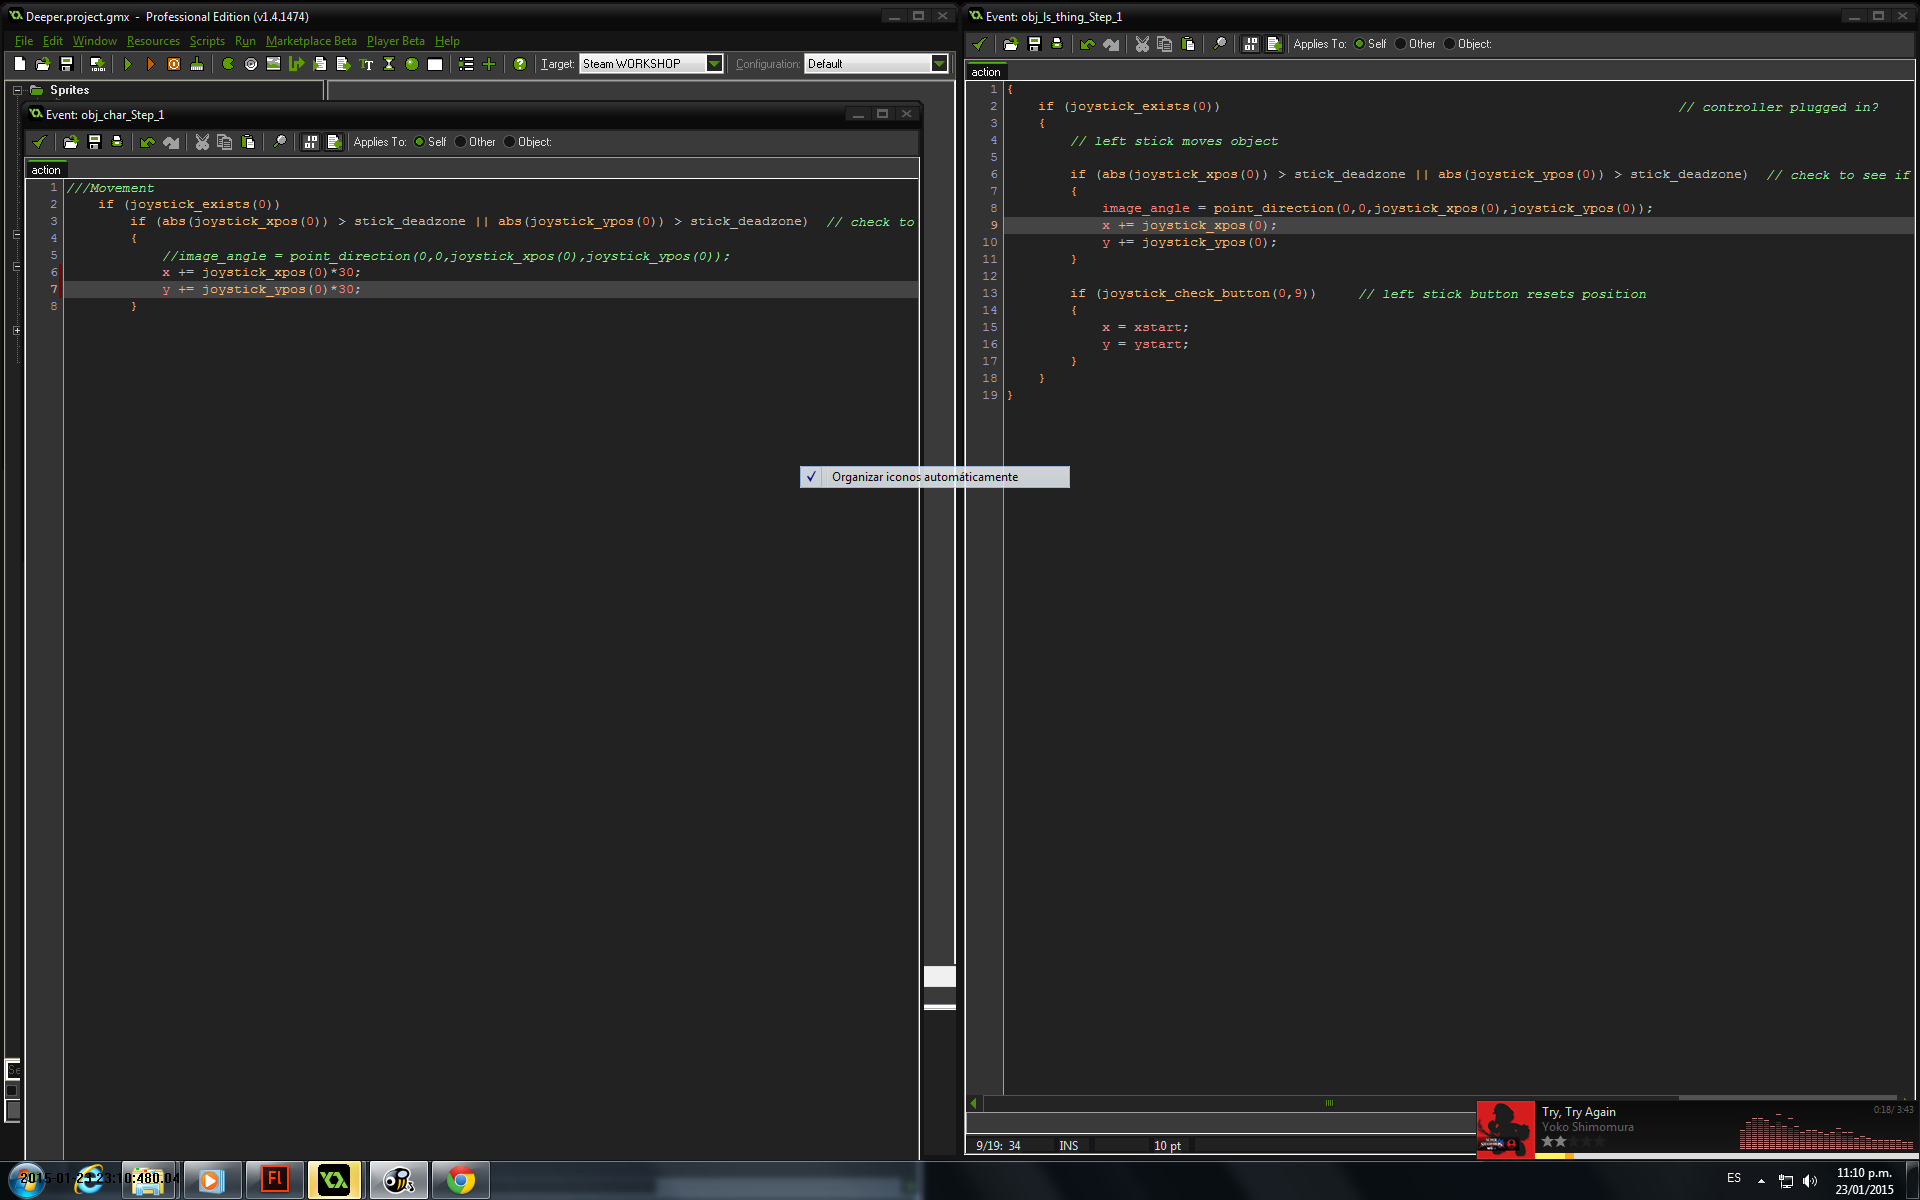 Deeper.project.gmx - Professional Edition (v1.4.1474)
File Edit Window Resources Scripts Run Marketplace Beta Player Beta Help
Target: Steam WORKSHOP Configuration: Default
Sprites
Event: obj_char_Step_1
Applies To: Self Other Object:
action
1 ///Movement
2 if (joystick_exists(0))
3 if (abs(joystick_xpos(0)) > stick_deadzone || abs(joystick_ypos(0)) > stick_deadzone) // check to
4 {
5 //image_angle = point_direction(0,0,joystick_xpos(0),joystick_ypos(0));
6 x += joystick_xpos(0)*30;
7 y += joystick_ypos(0)*30;
8 }
Organizar iconos automáticamente
Event: obj_ls_thing_Step_1
Applies To: Self Other Object:
action
1 {
2 if (joystick_exists(0)) // controller plugged in?
3 {
4 // left stick moves object
5
6 if (abs(joystick_xpos(0)) > stick_deadzone || abs(joystick_ypos(0)) > stick_deadzone) // check to see if
7 {
8 image_angle = point_direction(0,0,joystick_xpos(0),joystick_ypos(0));
9 x += joystick_xpos(0);
10 y += joystick_ypos(0);
11 }
12
13 if (joystick_check_button(0,9)) // left stick button resets position
14 {
15 x = xstart;
16 y = ystart;
17 }
18 }
19 }
9/19: 34 INS 10 pt
Try, Try Again 0:18/ 3:43
Yoko Shimomura
Fl
ES
11:10 p.m.
23/01/2015